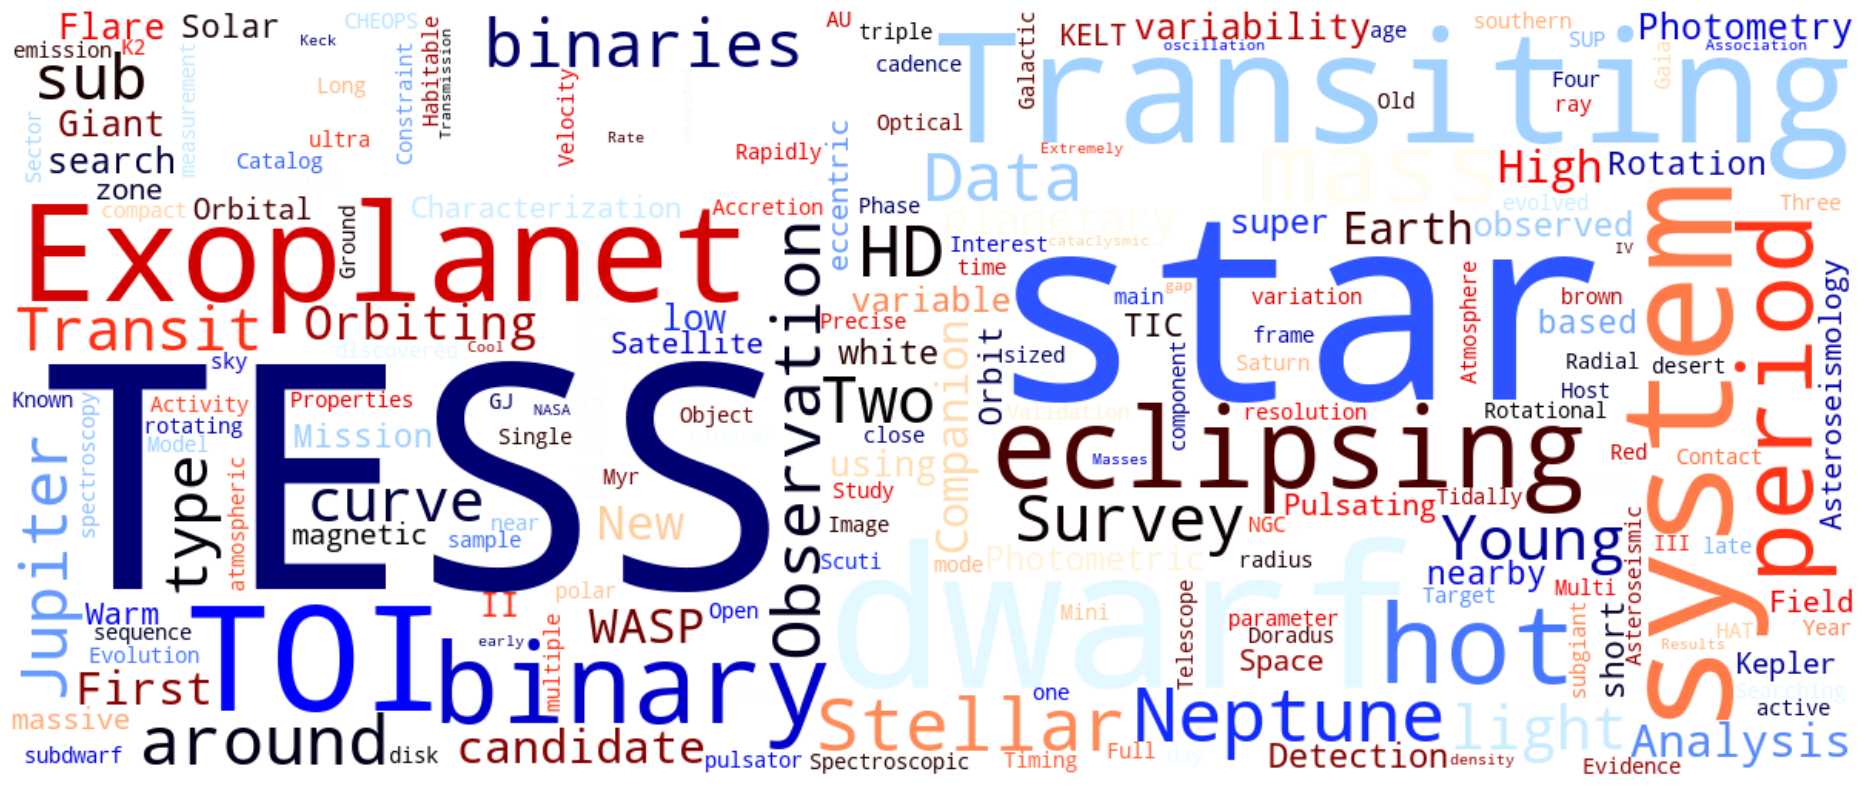 Flare
Solar
CHEOPS
Keck
emission
K2
sub
measurement
Long
Constraint
Habitable
Transmission
binaries
Velocity
Rate
detected
AU
triple
cadence
Optical
Rapidly
Galactic
KELT
variability
oscillation
age
southern
SUP
Photometry
Association
Gaia
Transiting
Four
ray
Old
Extremely
Giant
ultra
Catalog
search
Sector
zone
Data
mass
High
Rotation
compact
Orbital
Characterization
Accretion
eccentric
Phase
planetary
super
Earth
evolved
observed
Three
IV
Exoplanet
Ground
HD
Interest
cataclysmic
time
star
system
period
Asteroseismology
Transit
Orbiting
low
Satellite
variable
Precise
white
main
gap
variation
TIC
frame
Saturn
Atmosphere
brown
based
Radial
desert
Host
discovered
Cool
discovery
sky
observation
Companion
Orbit
sized
component
TESS
Known
Activity
rotating
Model
Properties
Mission
GJ
NASA
Single
Object
cluster
Two
close
Validation
resolution
Rotational
eclipsing
Masses
Red
Contact
Jupiter
spectroscopy
type
atmospheric
curve
magnetic
near
sample
Myr
New
using
Study
Image
Scuti
Survey
Pulsating
Tidally
NGC
Young
III
late
Asteroseismic
mode
Photometric
radius
nearby
Target
Multi
dwarf
Warm
sequence
Evolution
First
TOI
II
polar
WASP
Open
early
multiple
binary
Mini
Telescope
parameter
Doradus
Space
hot
subgiant
short
Field
Year
HAT
Results
Kepler
Searching
active
massive
subdwarf
around
disk
candidate
pulsator
Stellar
Spectroscopic
one
Timing
Full
day
Neptune
Detection
density
light
Analysis
Evidence